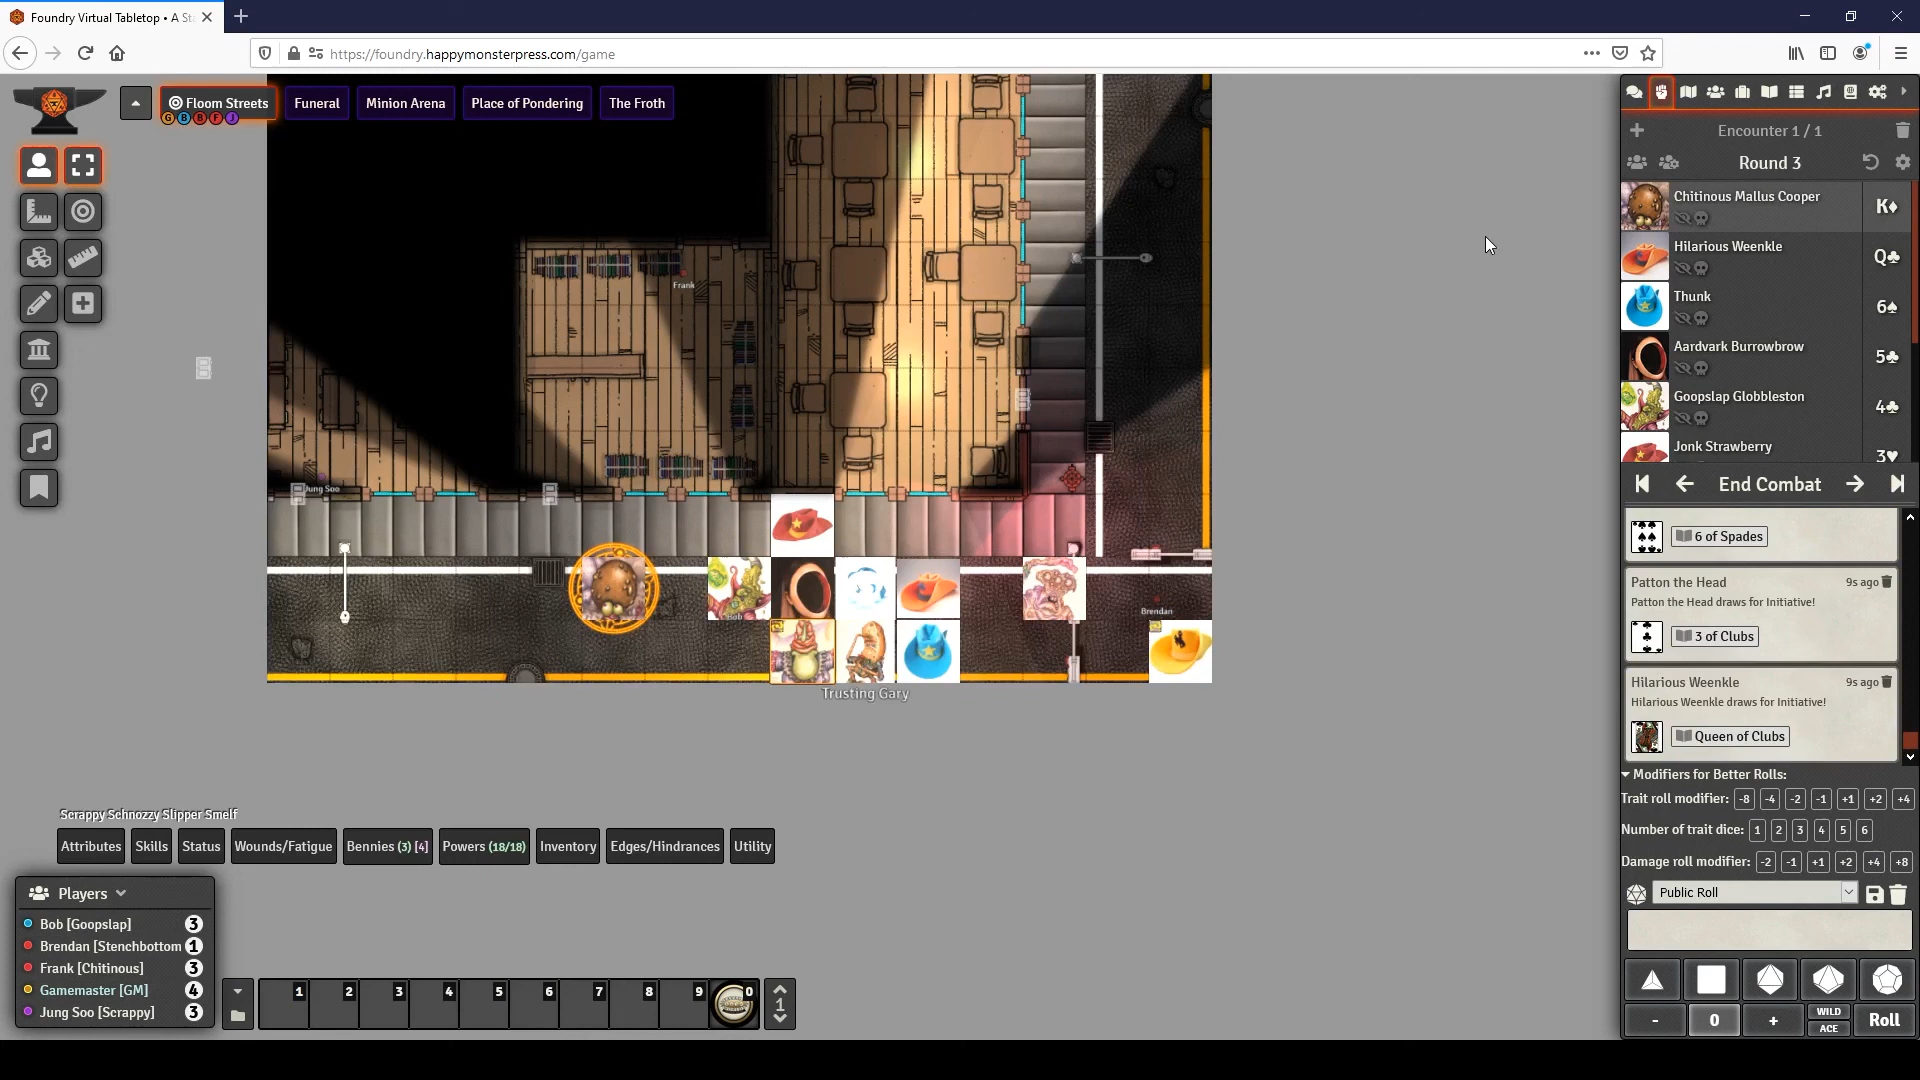 Foundry Virtual Tabletop • A Sta
https://foundry.happymonsterpress.com/game
Floom Streets
Funeral
Minion Arena
Place of Pondering
The Froth
G B B F J
Encounter 1 / 1
Round 3
Chitinous Mallus Cooper
K♦
Hilarious Weenkle
Q♣
Thunk
6♠
Aardvark Burrowbrow
5♣
Goopslap Globbleston
4♣
Jonk Strawberry
3♥
End Combat
Frank
Jung Soo
Bob
Brendan
Trusting Gary
6 of Spades
Patton the Head 9s ago
Patton the Head draws for Initiative!
3 of Clubs
Hilarious Weenkle 9s ago
Hilarious Weenkle draws for Initiative!
Queen of Clubs
Modifiers for Better Rolls:
Trait roll modifier: -8 -4 -2 -1 +1 +2 +4
Number of trait dice: 1 2 3 4 5 6
Damage roll modifier: -2 -1 +1 +2 +4 +8
Public Roll
- 0 + WILD ACE Roll
Scrappy Schnozzy Slipper Smelf
Attributes Skills Status Wounds/Fatigue Bennies (3) [4] Powers (18/18) Inventory Edges/Hindrances Utility
Players
Bob [Goopslap] 3
Brendan [Stenchbottom 1
Frank [Chitinous] 3
Gamemaster [GM] 4
Jung Soo [Scrappy] 3
1 2 3 4 5 6 7 8 9 0
1